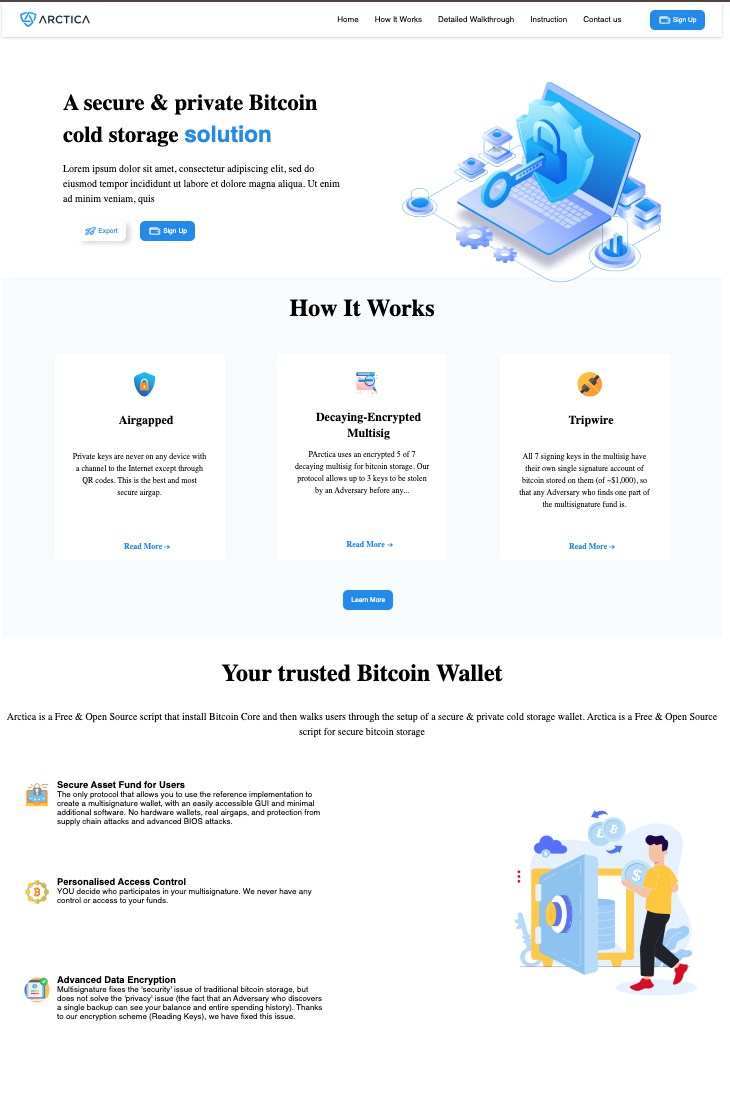 ARCTICA
Home How It Works Detailed Walkthrough Instruction Contact us Sign Up
A secure & private Bitcoin
cold storage solution
Lorem ipsum dolor sit amet, consectetur adipiscing elit, sed do
eiusmod tempor incididunt ut labore et dolore magna aliqua. Ut enim
ad minim veniam, quis
Export Sign Up
How It Works
Airgapped
Private keys are never on any device with
a channel to the Internet except through
QR codes. This is the best and most
secure airgap.
Read More →
Decaying-Encrypted
Multisig
PArctica uses an encrypted 5 of 7
decaying multisig for bitcoin storage. Our
protocol allows up to 3 keys to be stolen
by an Adversary before any...
Read More →
Tripwire
All 7 signing keys in the multisig have
their own single signature account of
bitcoin stored on them (of ~$1,000), so
that any Adversary who finds one part of
the multisignature fund is.
Read More →
Learn More
Your trusted Bitcoin Wallet
Arctica is a Free & Open Source script that install Bitcoin Core and then walks users through the setup of a secure & private cold storage wallet. Arctica is a Free & Open Source
script for secure bitcoin storage
Secure Asset Fund for Users
The only protocol that allows you to use the reference implementation to
create a multisignature wallet, with an easily accessible GUI and minimal
additional software. No hardware wallets, real airgaps, and protection from
supply chain attacks and advanced BIOS attacks.
Personalised Access Control
YOU decide who participates in your multisignature. We never have any
control or access to your funds.
Advanced Data Encryption
Multisignature fixes the 'security' issue of traditional bitcoin storage, but
does not solve the 'privacy' issue (the fact that an Adversary who discovers
a single backup can see your balance and entire spending history). Thanks
to our encryption scheme (Reading Keys), we have fixed this issue.